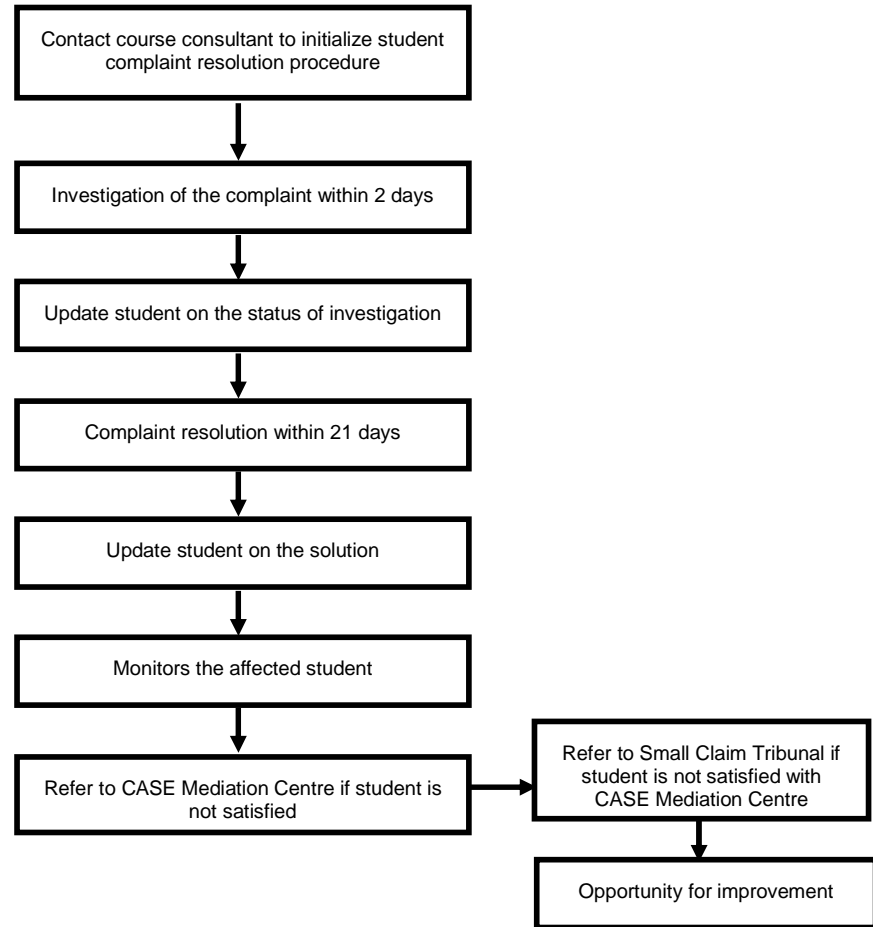 Contact course consultant to initialize student
complaint resolution procedure
Investigation of the complaint within 2 days
Update student on the status of investigation
Complaint resolution within 21 days
Update student on the solution
Monitors the affected student
Refer to CASE Mediation Centre if student is
not satisfied
Refer to Small Claim Tribunal if
student is not satisfied with
CASE Mediation Centre
Opportunity for improvement